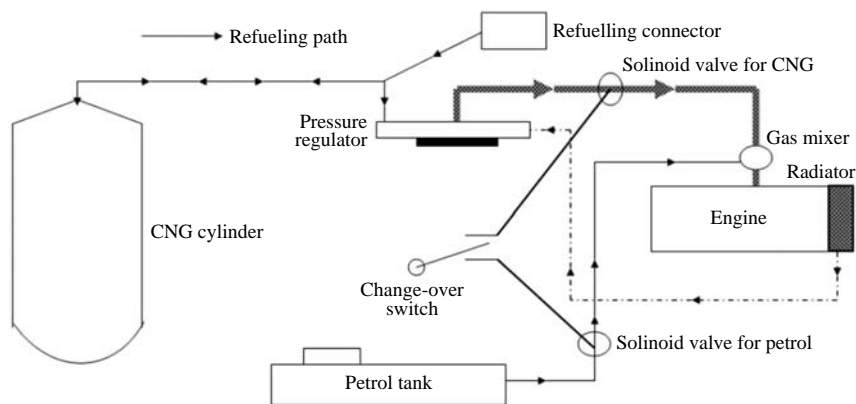 Refueling path
Refuelling connector
Solinoid valve for CNG
Pressure
regulator
Gas mixer
Radiator
Engine
CNG cylinder
Change-over
switch
Solinoid valve for petrol
Petrol tank